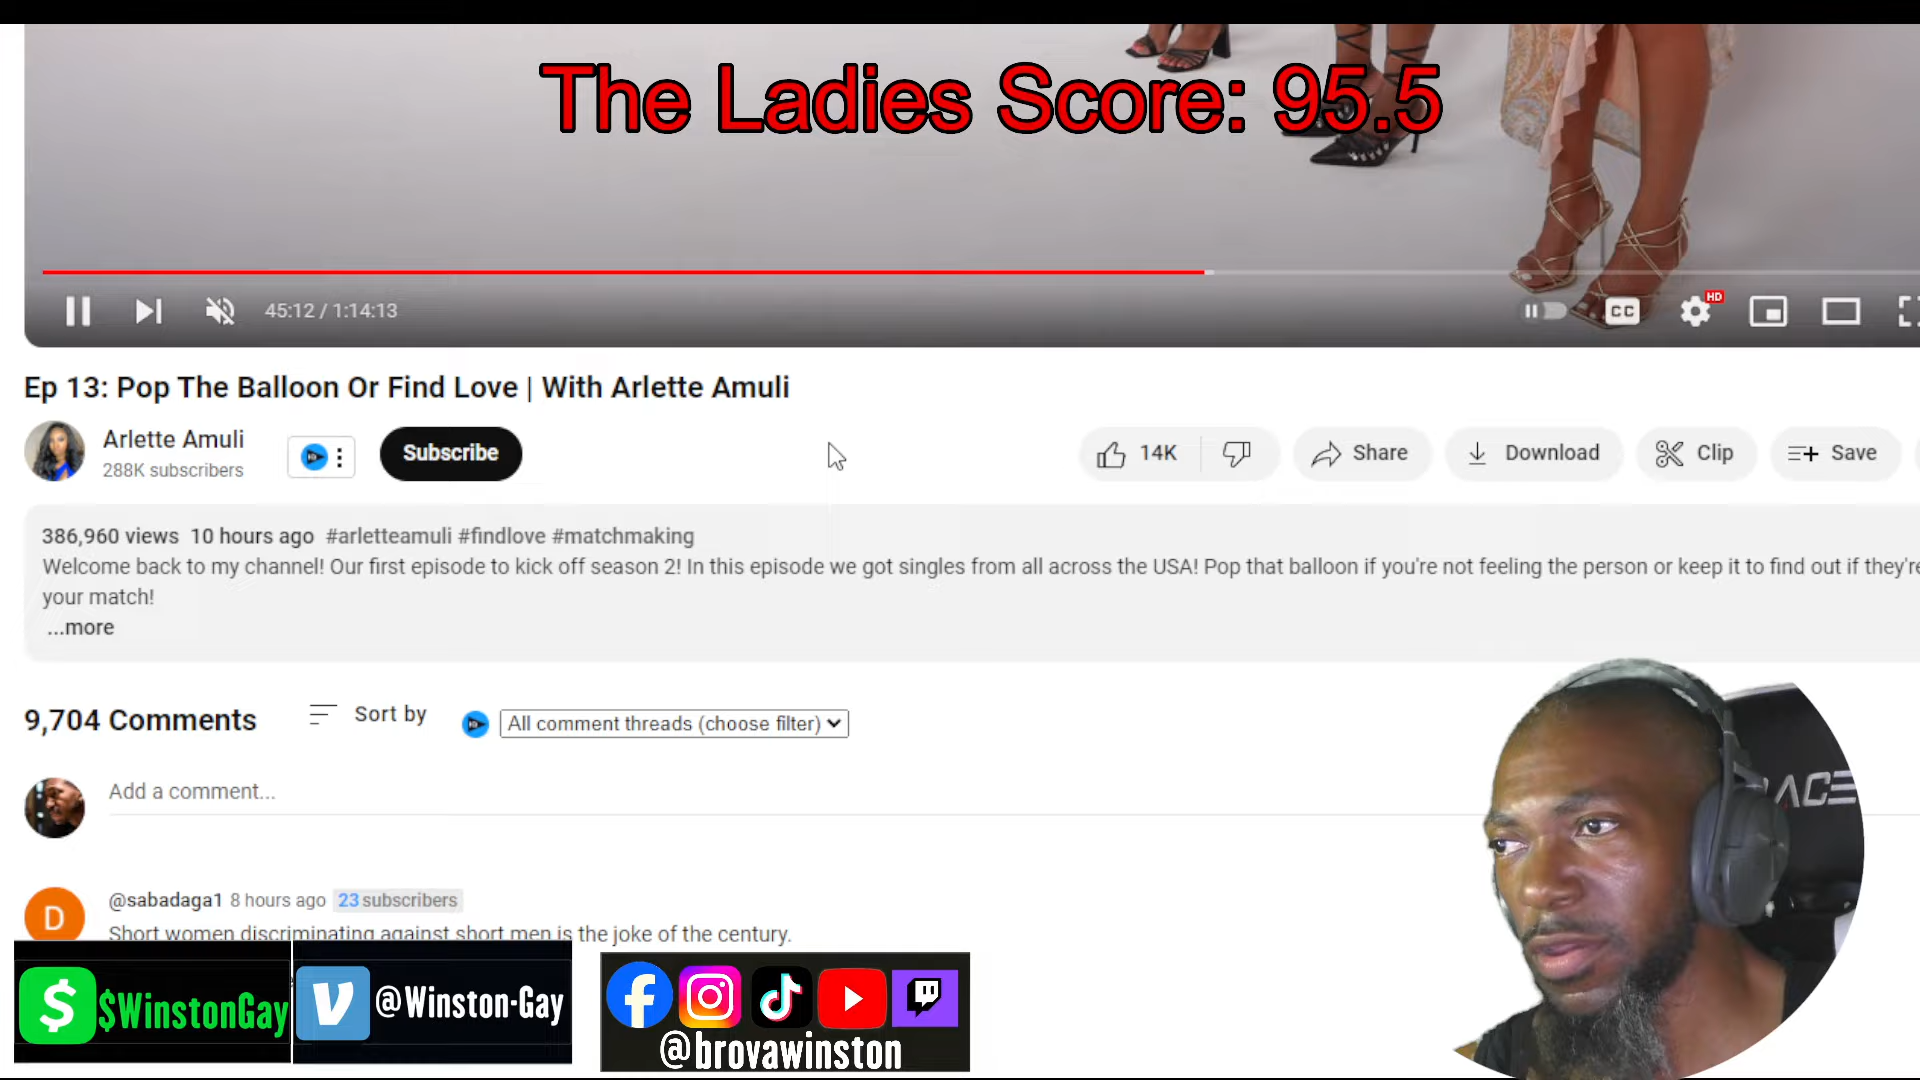 The Ladies Score: 95.5
45:12 / 1:14:13
CC
HD
Ep 13: Pop The Balloon Or Find Love | With Arlette Amuli
Arlette Amuli
288K subscribers
Subscribe
14K
Share
Download
Clip
Save
386,960 views 10 hours ago #arletteamuli #findlove #matchmaking
Welcome back to my channel! Our first episode to kick off season 2! In this episode we got singles from all across the USA! Pop that balloon if you're not feeling the person or keep it to find out if they're
your match!
...more
9,704 Comments
Sort by
All comment threads (choose filter)
Add a comment...
D
@sabadaga1 8 hours ago 23 subscribers
Short women discriminating against short men is the joke of the century.
$WinstonGay
@Winston-Gay
@brovawinston